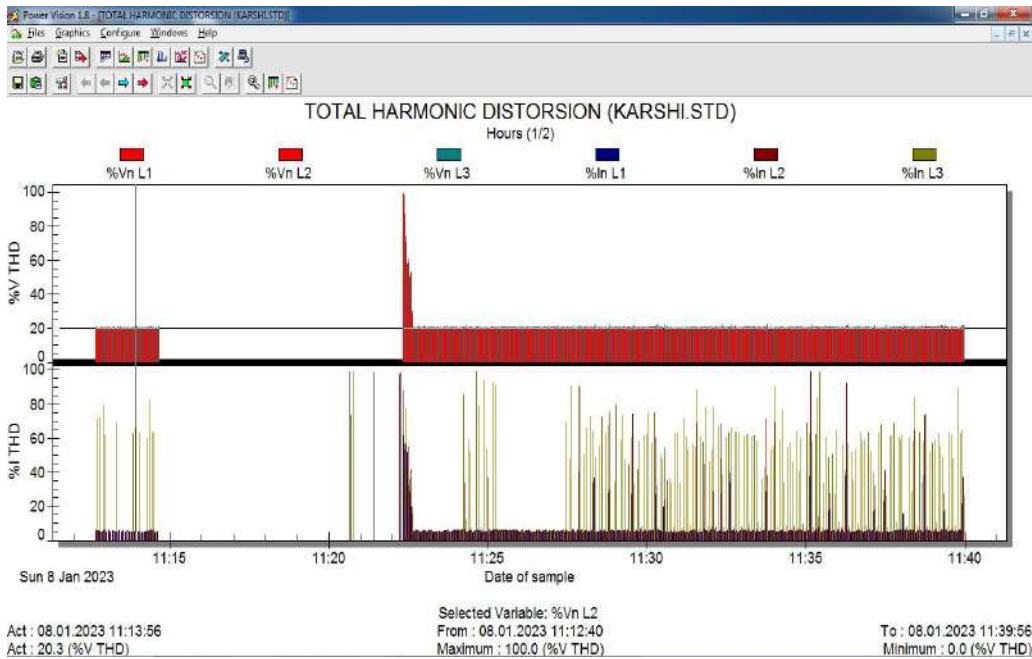 Power Vision 1.8 - [TOTAL HARMONIC DISTORSION (KARSHI.STD)]
Files Graphics Configure Windows Help
TOTAL HARMONIC DISTORSION (KARSHI.STD)
Hours (1/2)
%Vn L1 %Vn L2 %Vn L3 %In L1 %In L2 %In L3
%V THD
100
80
60
40
20
0
%I THD
100
80
60
40
20
0
11:15 11:20 11:25 11:30 11:35 11:40
Sun 8 Jan 2023 Date of sample
Selected Variable: %Vn L2
Act : 08.01.2023 11:13:56 From : 08.01.2023 11:12:40 To : 08.01.2023 11:39:56
Act : 20.3 (%V THD) Maximum : 100.0 (%V THD) Minimum : 0.0 (%V THD)